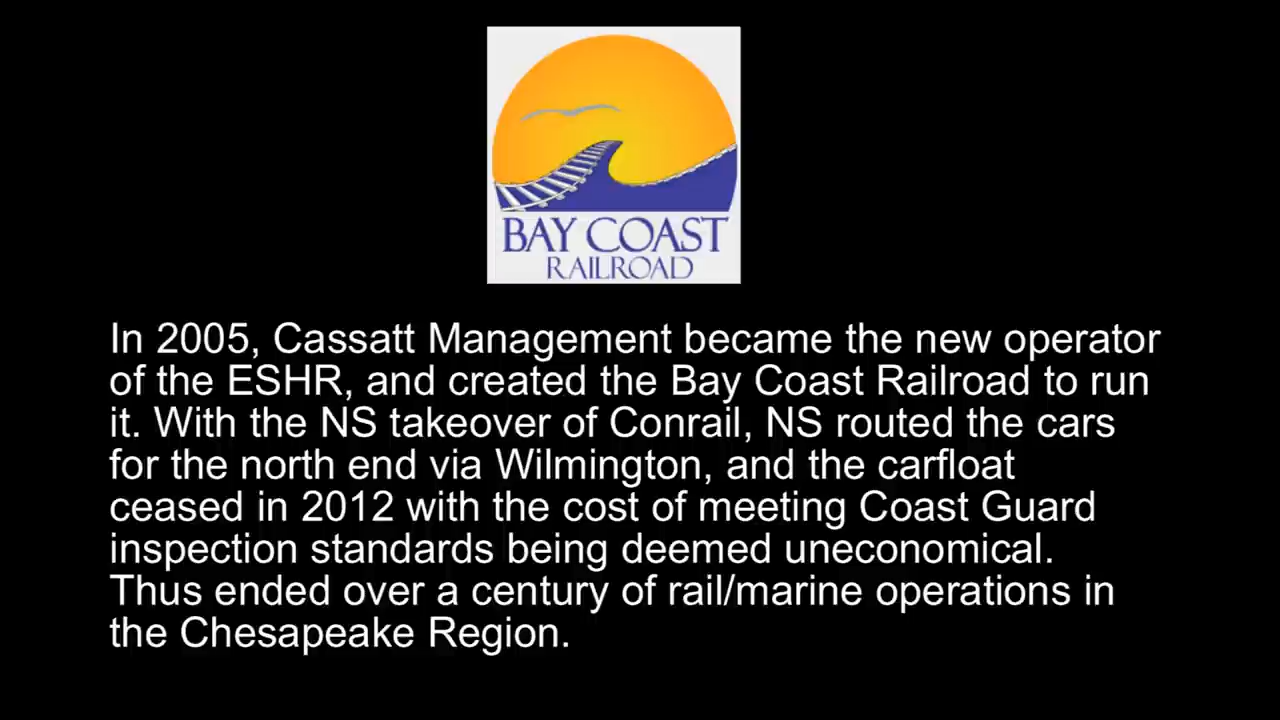 BAY COAST
RAILROAD
In 2005, Cassatt Management became the new operator
of the ESHR, and created the Bay Coast Railroad to run
it. With the NS takeover of Conrail, NS routed the cars
for the north end via Wilmington, and the carfloat
ceased in 2012 with the cost of meeting Coast Guard
inspection standards being deemed uneconomical.
Thus ended over a century of rail/marine operations in
the Chesapeake Region.